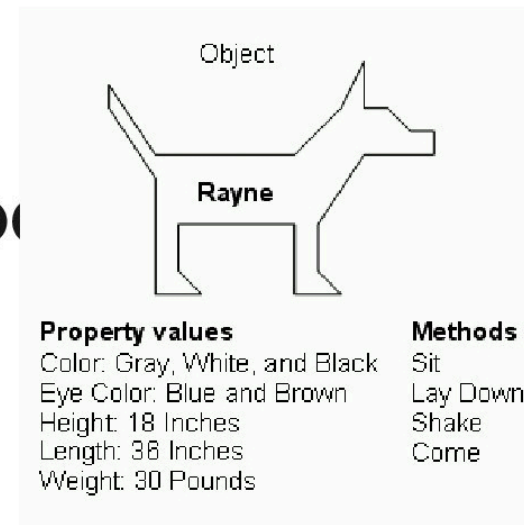 Object
Rayne
Property values
Color: Gray, White, and Black
Eye Color: Blue and Brown
Height: 18 Inches
Length: 36 Inches
Weight: 30 Pounds
Methods
Sit
Lay Down
Shake
Come